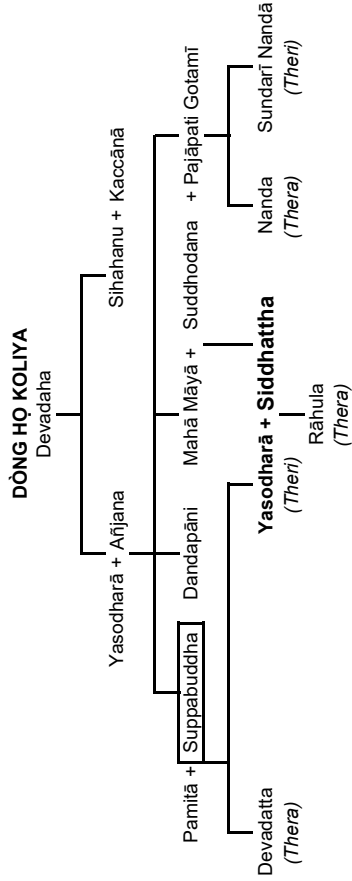 DÒNG HỌ KOLIYA
Devadaha
Yasodharā + Añjana
Sihahanu + Kaccānā
Pamitā + Suppabuddha
Dandapāni
Mahā Māyā + Suddhodana + Pajāpati Gotamī
Devadatta
(Thera)
Yasodharā + Siddhattha
(Theri)
Nanda
(Thera)
Sundarī Nandā
(Theri)
Rāhula
(Thera)